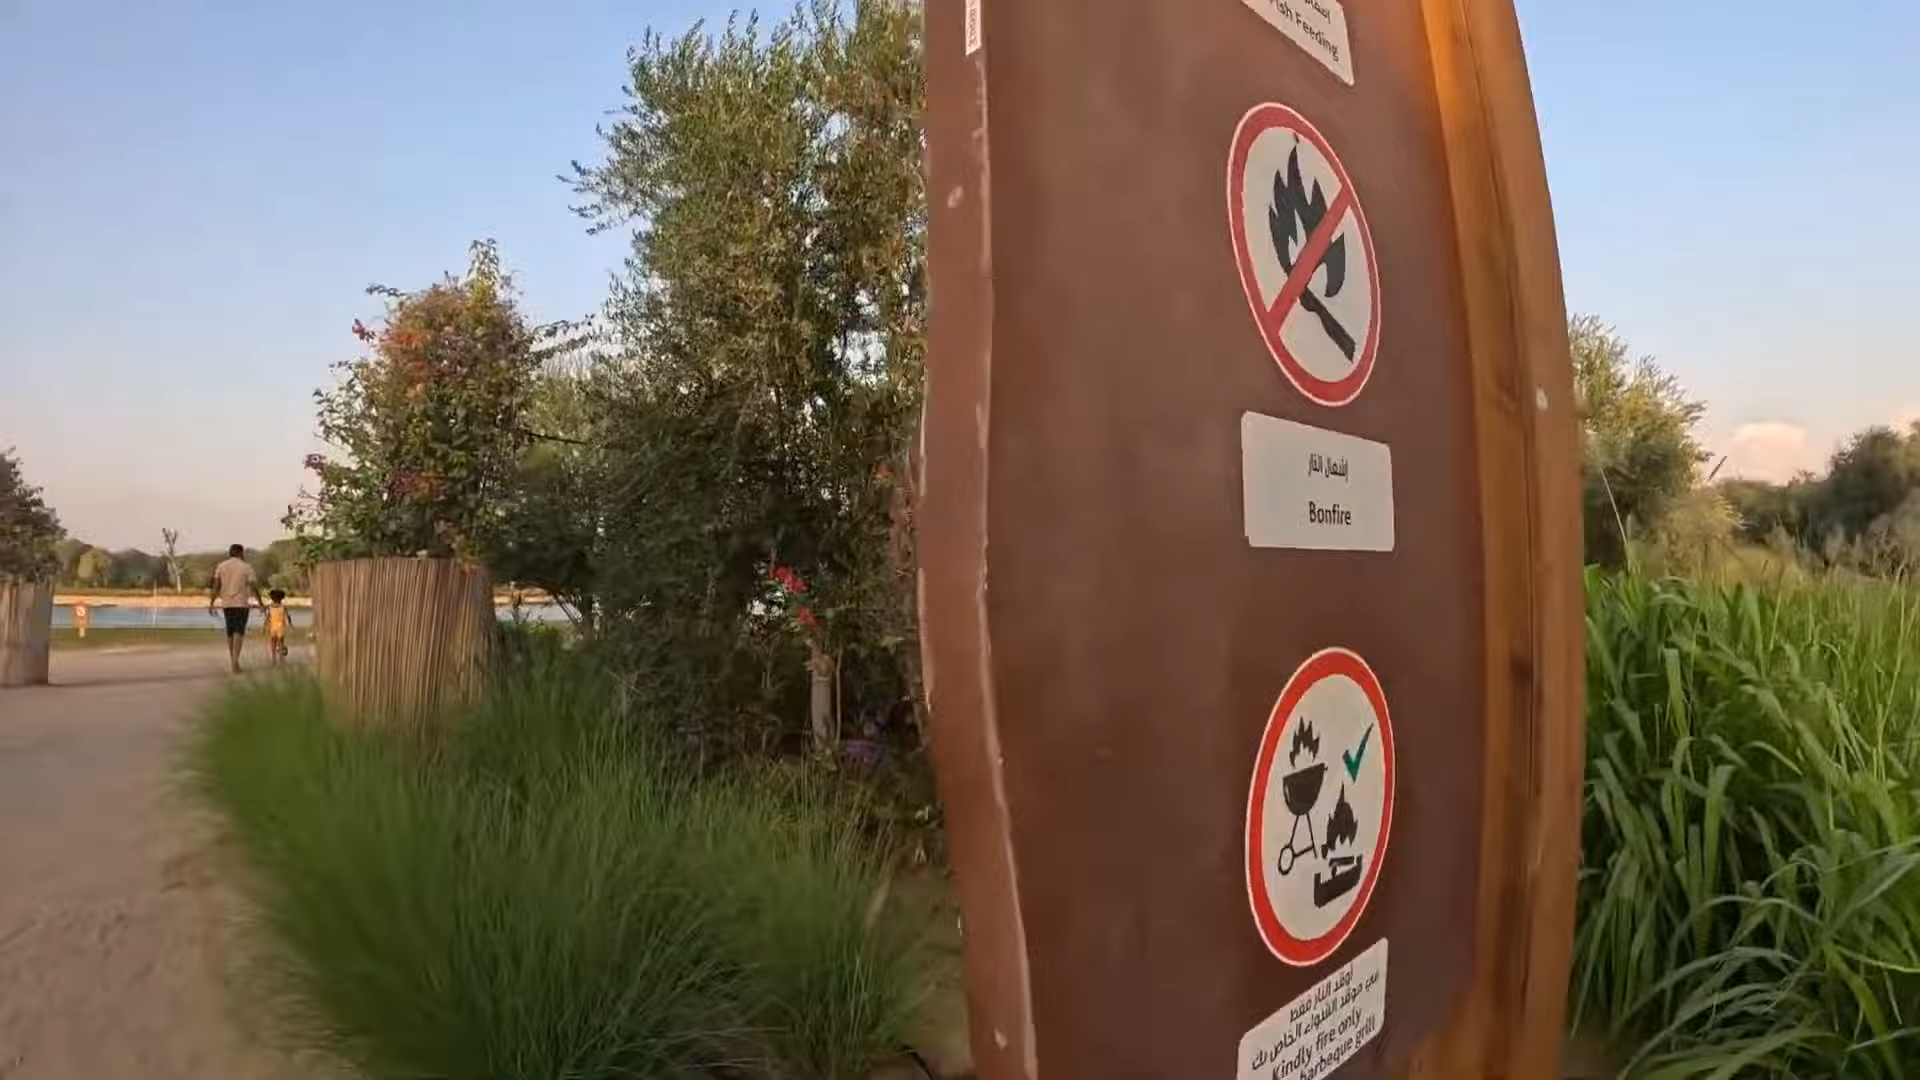 Fish Feeding
إشعال النار
Bonfire
أوقد النار فقط
في موقد الشواء الخاص بك
Kindly fire only
barbeque grill